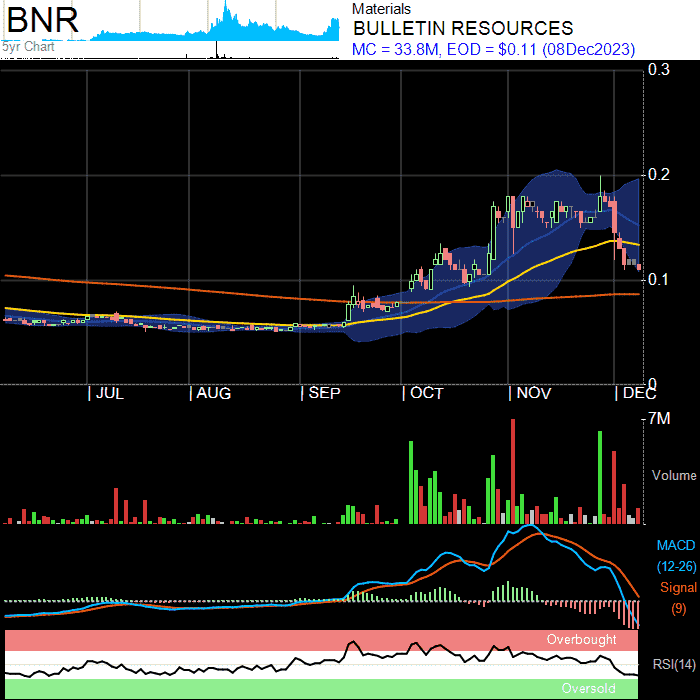 BNR
5yr Chart
Materials
BULLETIN RESOURCES
MC = 33.8M, EOD = $0.11 (08Dec2023)
0.3
0.2
0.1
0
| JUL | AUG | SEP | OCT | NOV | DEC
7M
Volume
MACD
(12-26)
Signal
(9)
Overbought
RSI(14)
Oversold